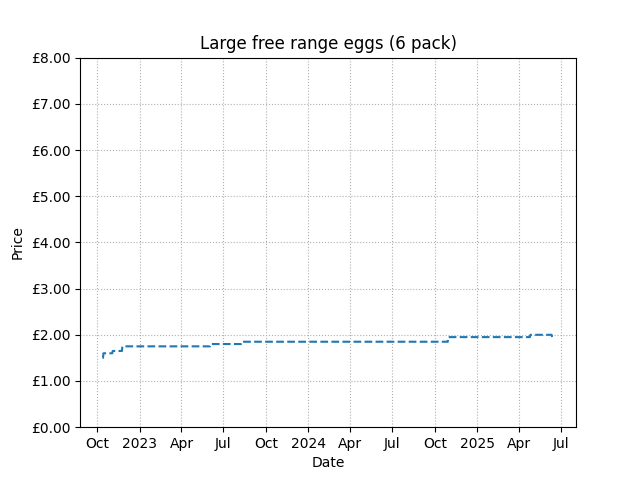 Large free range eggs (6 pack)
£8.00
£7.00
£6.00
£5.00
£4.00
£3.00
£2.00
£1.00
£0.00
Price
Oct 2023 Apr Jul Oct 2024 Apr Jul Oct 2025 Apr Jul
Date